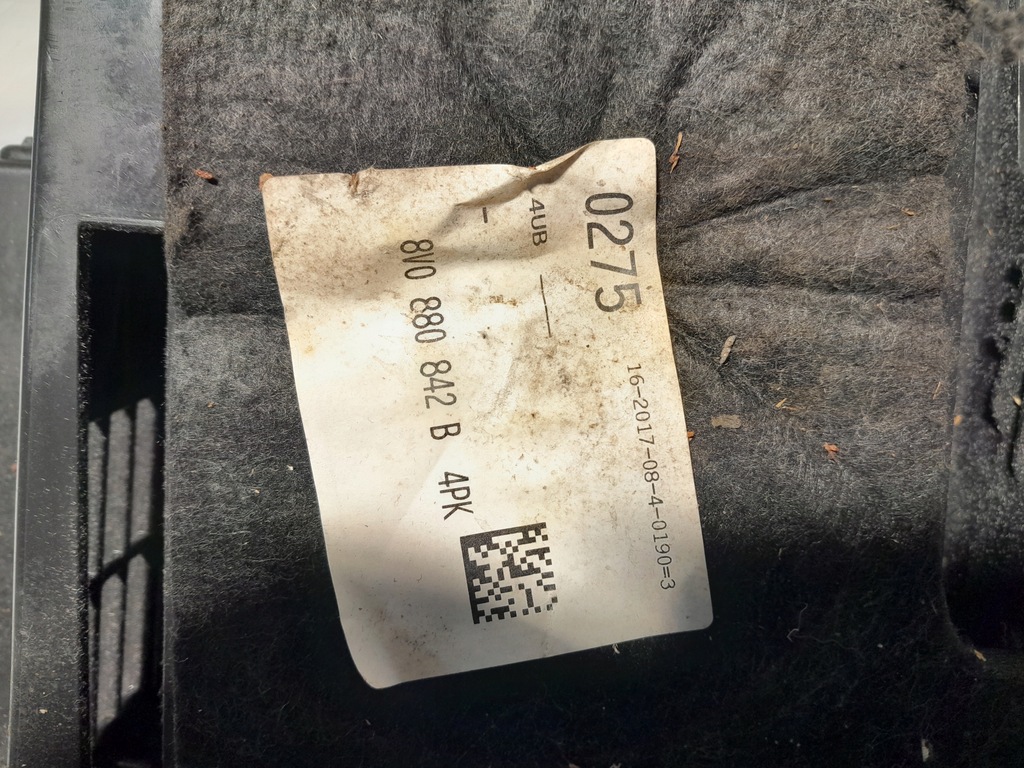 0275 16-2017-08-4-0190=3
4UB —
–
8V0 880 842 B 4PK